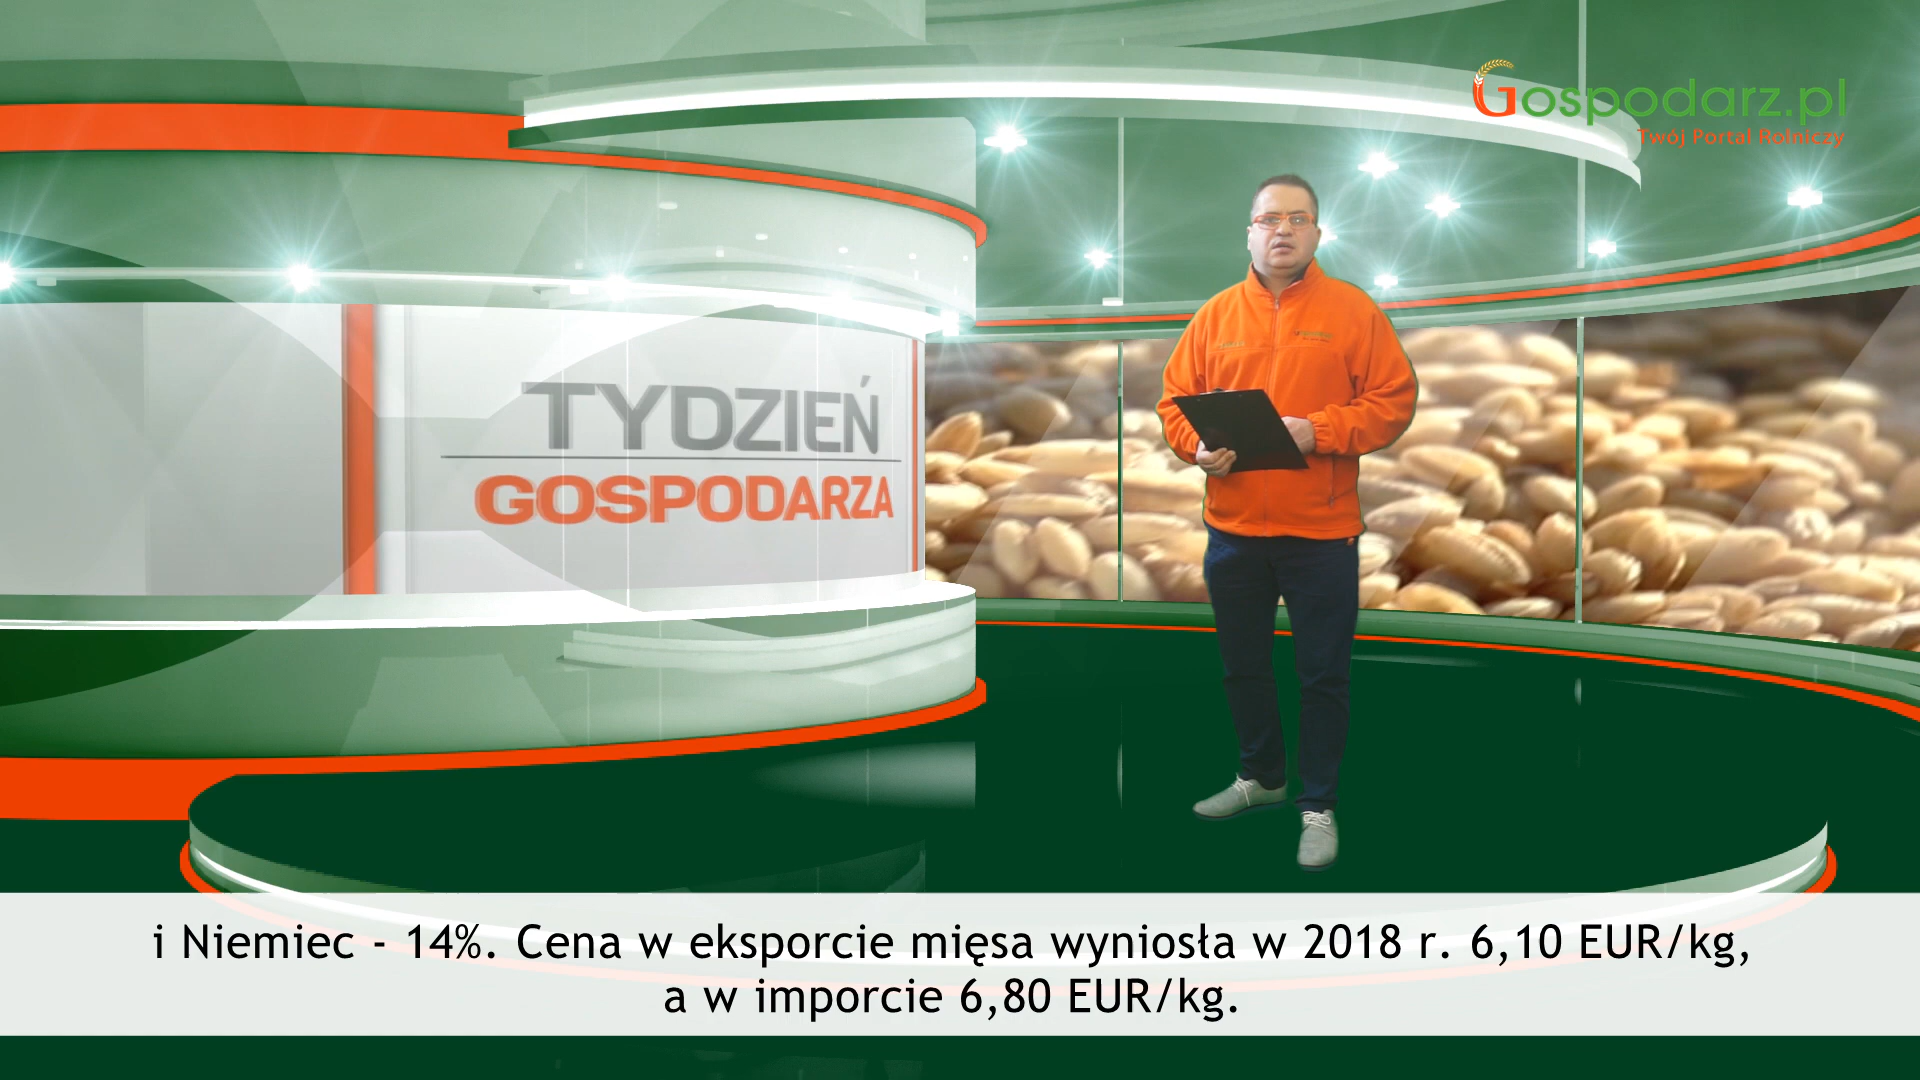 Gospodarz.pl
Twój Portal Rolniczy
TYDZIEŃ
GOSPODARZA
i Niemiec - 14%. Cena w eksporcie mięsa wyniosła w 2018 r. 6,10 EUR/kg,
a w imporcie 6,80 EUR/kg.